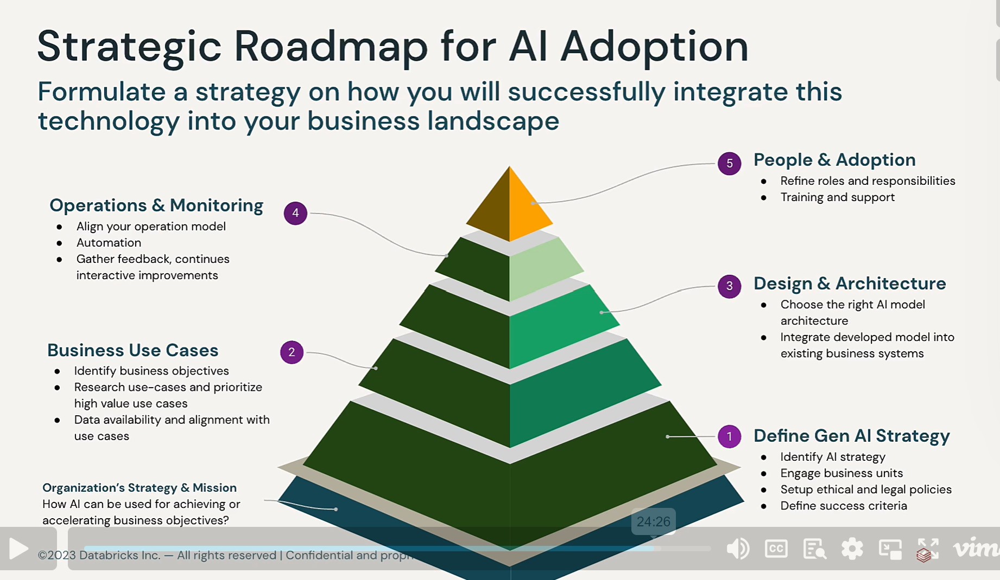 Strategic Roadmap for AI Adoption
Formulate a strategy on how you will successfully integrate this
technology into your business landscape
5
People & Adoption
● Refine roles and responsibilities
● Training and support
Operations & Monitoring
4
● Align your operation model
● Automation
● Gather feedback, continues
interactive improvements
3
Design & Architecture
● Choose the right AI model
architecture
● Integrate developed model into
existing business systems
Business Use Cases
2
● Identify business objectives
● Research use-cases and prioritize
high value use cases
● Data availability and alignment with
use cases
1
Define Gen AI Strategy
● Identify AI strategy
● Engage business units
● Setup ethical and legal policies
● Define success criteria
Organization's Strategy & Mission
How AI can be used for achieving or
accelerating business objectives?
24:26
©2023 Databricks Inc. — All rights reserved | Confidential and
CC